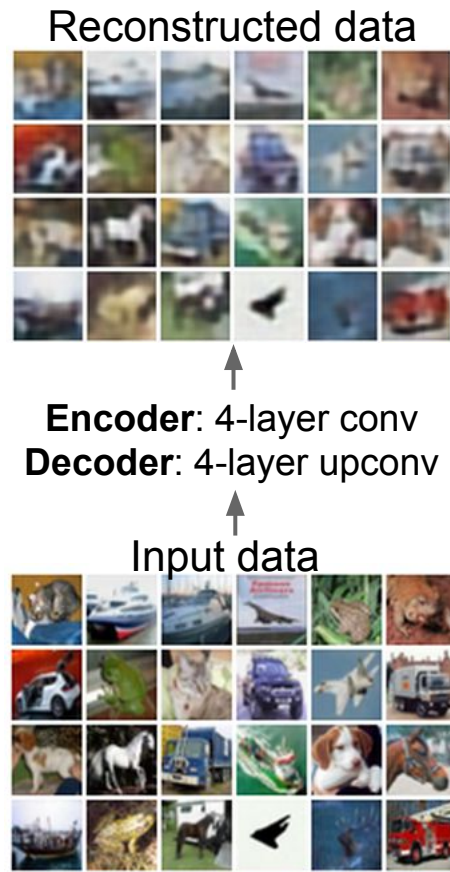 Reconstructed data
Encoder: 4-layer conv
Decoder: 4-layer upconv
Input data